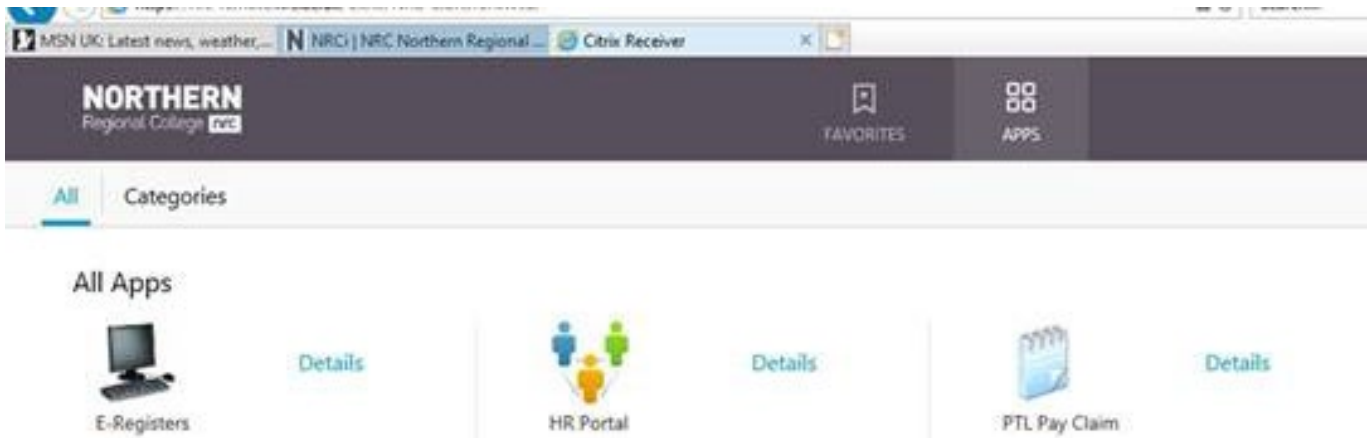 MSN UK: Latest news, weather,...
NRCi | NRC Northern Regional ...
Citrix Receiver
NORTHERN
Regional College nrc
FAVORITES
APPS
All
Categories
All Apps
Details
Details
Details
E-Registers
HR Portal
PTL Pay Claim